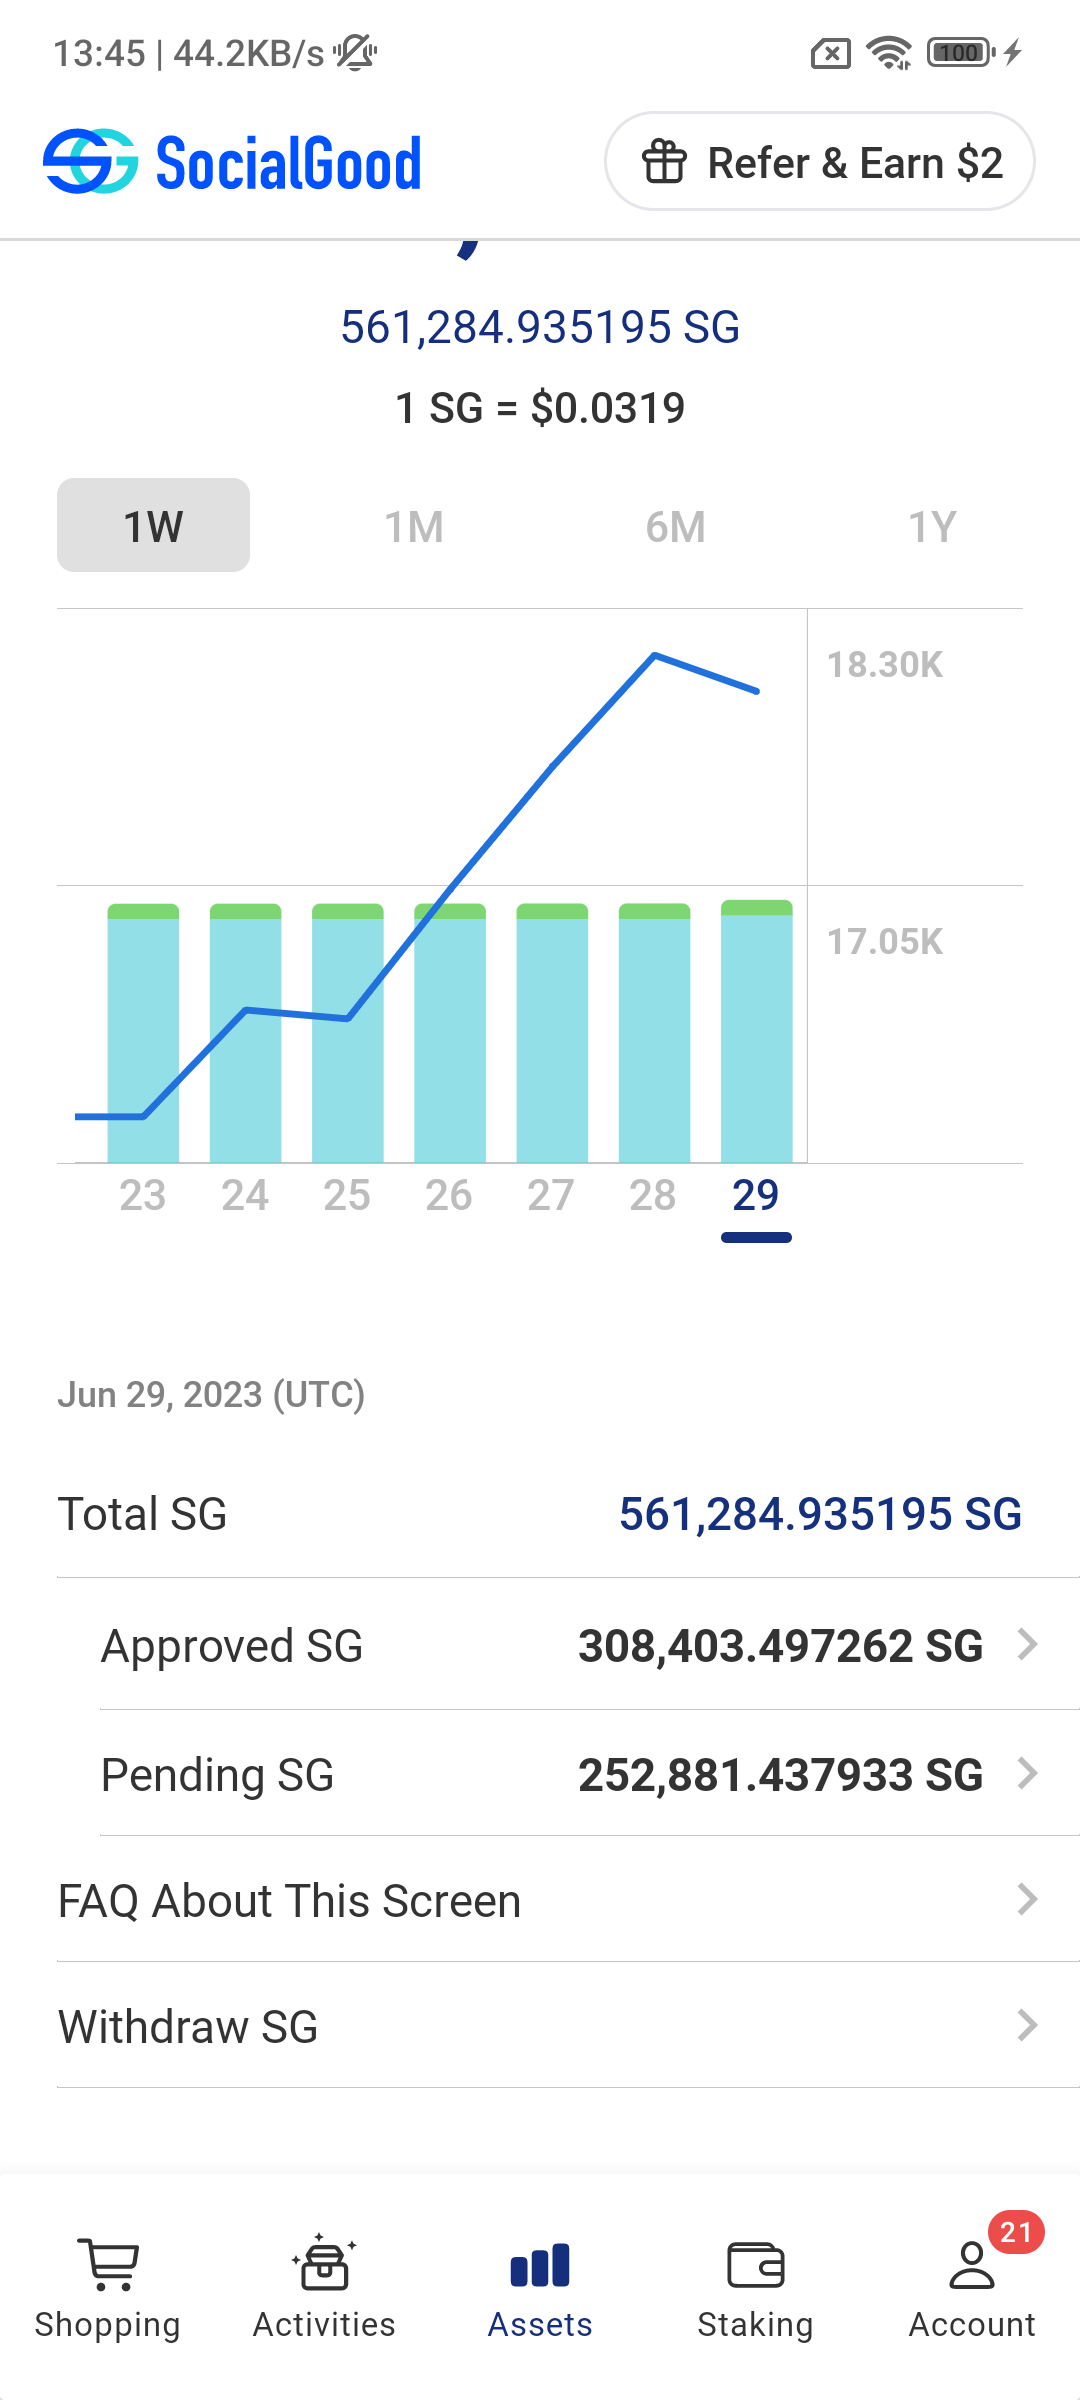 13:45 | 44.2KB/s 100
SocialGood Refer & Earn $2
561,284.935195 SG
1 SG = $0.0319
1W 1M 6M 1Y
18.30K
17.05K
23 24 25 26 27 28 29
Jun 29, 2023 (UTC)
Total SG 561,284.935195 SG
Approved SG 308,403.497262 SG
Pending SG 252,881.437933 SG
FAQ About This Screen
Withdraw SG
21
Shopping Activities Assets Staking Account